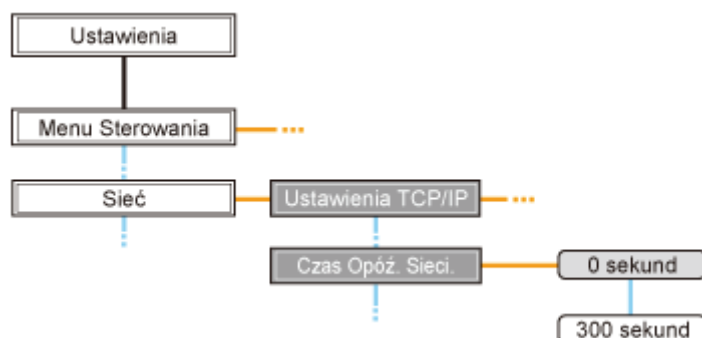 Ustawienia
Menu Sterowania
Sieć
Ustawienia TCP/IP
Czas Opóź. Sieci.
0 sekund
300 sekund